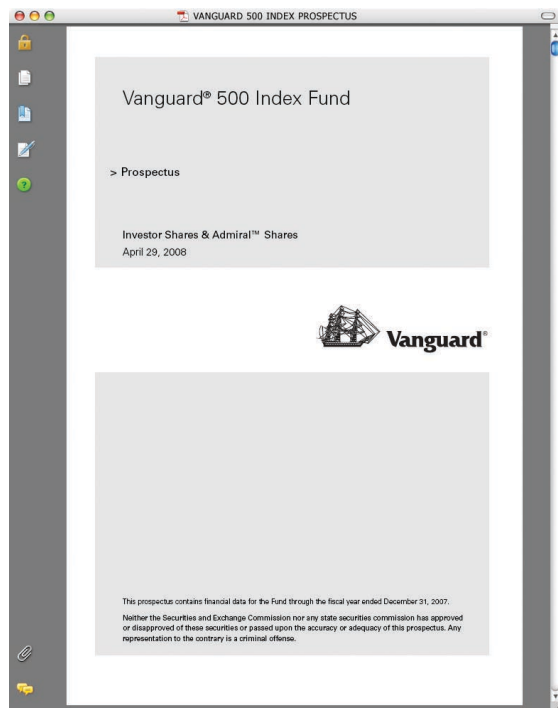 VANGUARD 500 INDEX PROSPECTUS
Vanguard® 500 Index Fund
> Prospectus
Investor Shares & Admiral™ Shares
April 29, 2008
Vanguard®
This prospectus contains financial data for the Fund through the fiscal year ended December 31, 2007.
Neither the Securities and Exchange Commission nor any state securities commission has approved
or disapproved of these securities or passed upon the accuracy or adequacy of this prospectus. Any
representation to the contrary is a criminal offense.